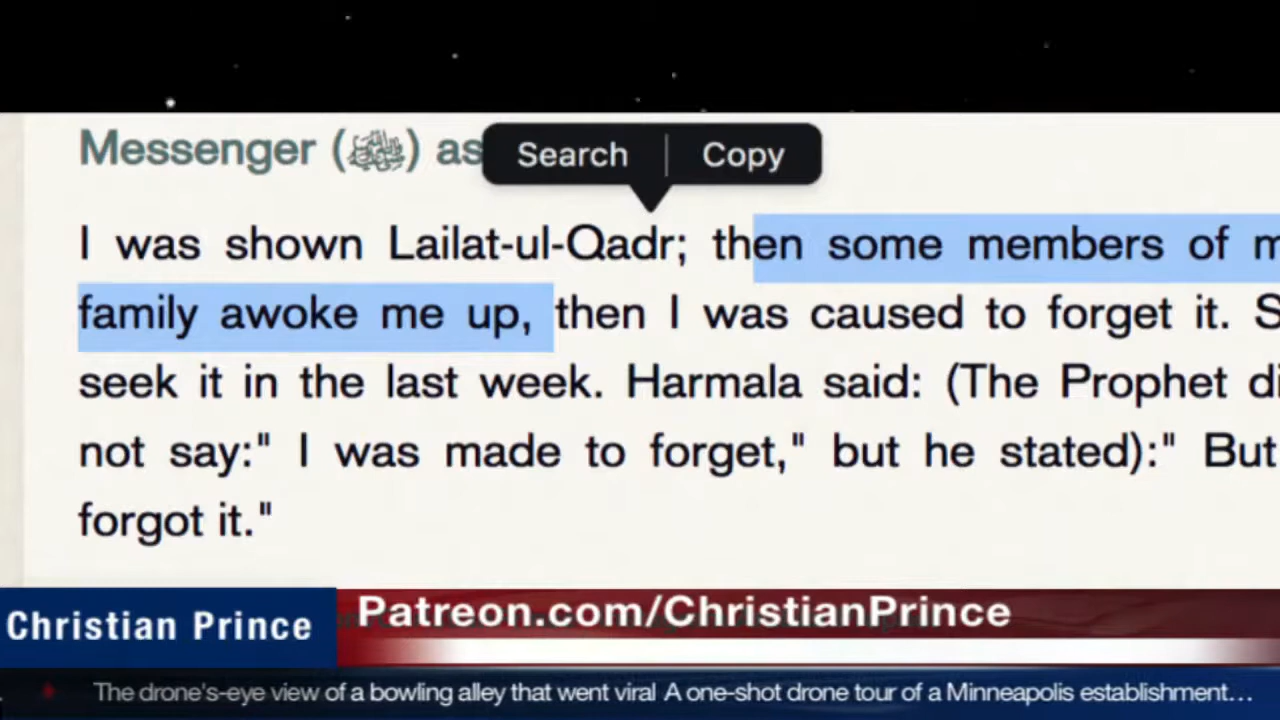 Messenger (ﷺ) as
Search
Copy
I was shown Lailat-ul-Qadr; then some members of m
family awoke me up, then I was caused to forget it. S
seek it in the last week. Harmala said: (The Prophet di
not say:" I was made to forget," but he stated):" But
forgot it."
Christian Prince
Patreon.com/ChristianPrince
The drone's-eye view of a bowling alley that went viral A one-shot drone tour of a Minneapolis establishment...